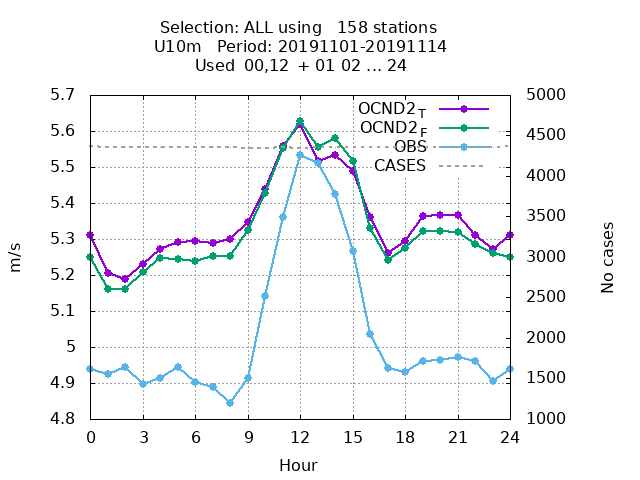 Selection: ALL using   158 stations
U10m   Period: 20191101-20191114
Used  00,12  + 01 02 ... 24
5.7
5.6
5.5
5.4
5.3
5.2
5.1
5
4.9
4.8
m/s
OCND2 T
OCND2 F
OBS
CASES
5000
4500
4000
3500
3000
2500
2000
1500
1000
No cases
0 3 6 9 12 15 18 21 24
Hour